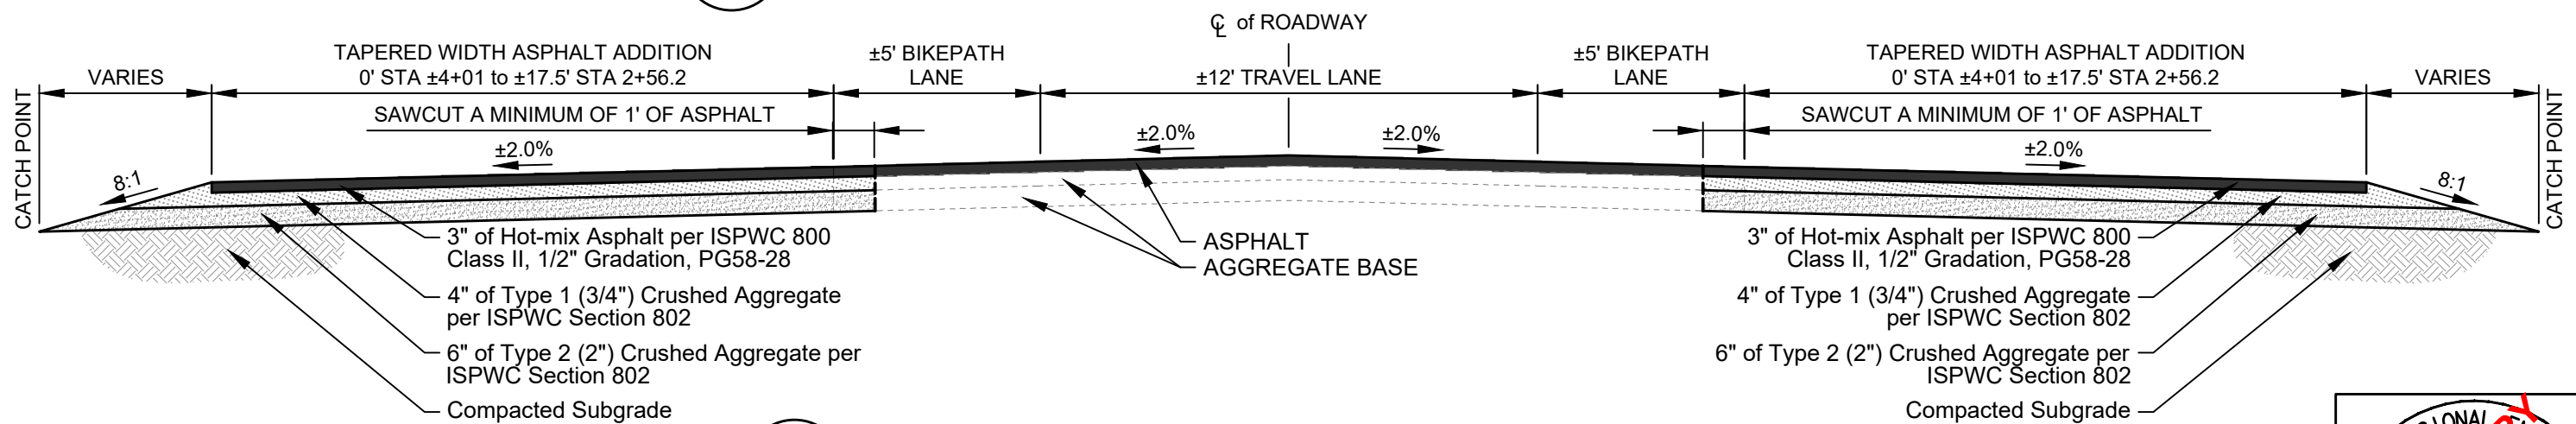 ℄ of ROADWAY
TAPERED WIDTH ASPHALT ADDITION
0' STA ±4+01 to ±17.5' STA 2+56.2
±5' BIKEPATH
LANE
±12' TRAVEL LANE
±5' BIKEPATH
LANE
TAPERED WIDTH ASPHALT ADDITION
0' STA ±4+01 to ±17.5' STA 2+56.2
VARIES
VARIES
CATCH POINT
CATCH POINT
SAWCUT A MINIMUM OF 1' OF ASPHALT
SAWCUT A MINIMUM OF 1' OF ASPHALT
±2.0%
±2.0%
±2.0%
±2.0%
8:1
8:1
3" of Hot-mix Asphalt per ISPWC 800
Class II, 1/2" Gradation, PG58-28
4" of Type 1 (3/4") Crushed Aggregate
per ISPWC Section 802
6" of Type 2 (2") Crushed Aggregate per
ISPWC Section 802
Compacted Subgrade
ASPHALT
AGGREGATE BASE
3" of Hot-mix Asphalt per ISPWC 800
Class II, 1/2" Gradation, PG58-28
4" of Type 1 (3/4") Crushed Aggregate
per ISPWC Section 802
6" of Type 2 (2") Crushed Aggregate per
ISPWC Section 802
Compacted Subgrade